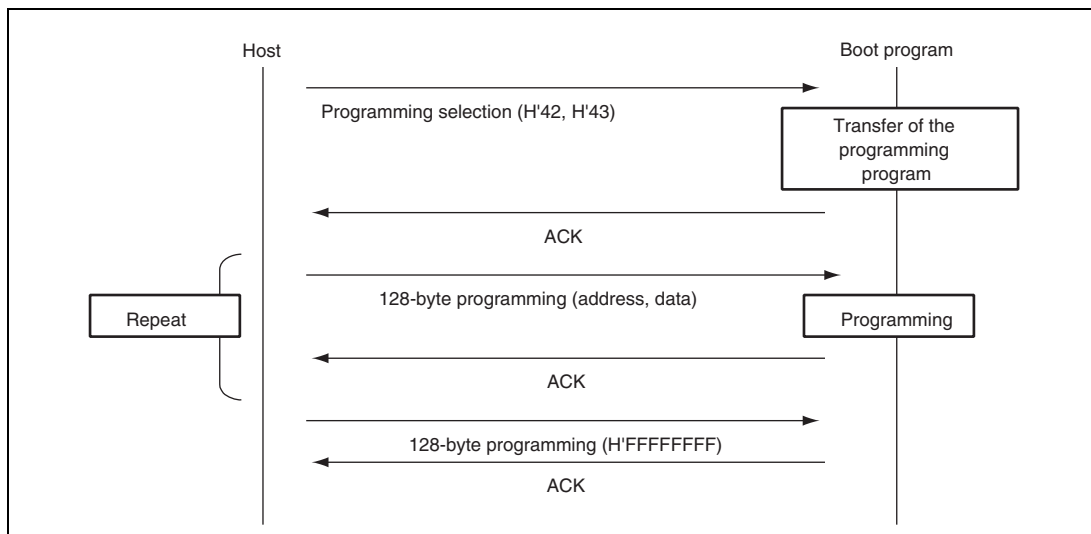 Host
Boot program
Programming selection (H'42, H'43)
Transfer of the
programming
program
ACK
128-byte programming (address, data)
Repeat
Programming
ACK
128-byte programming (H'FFFFFFFF)
ACK